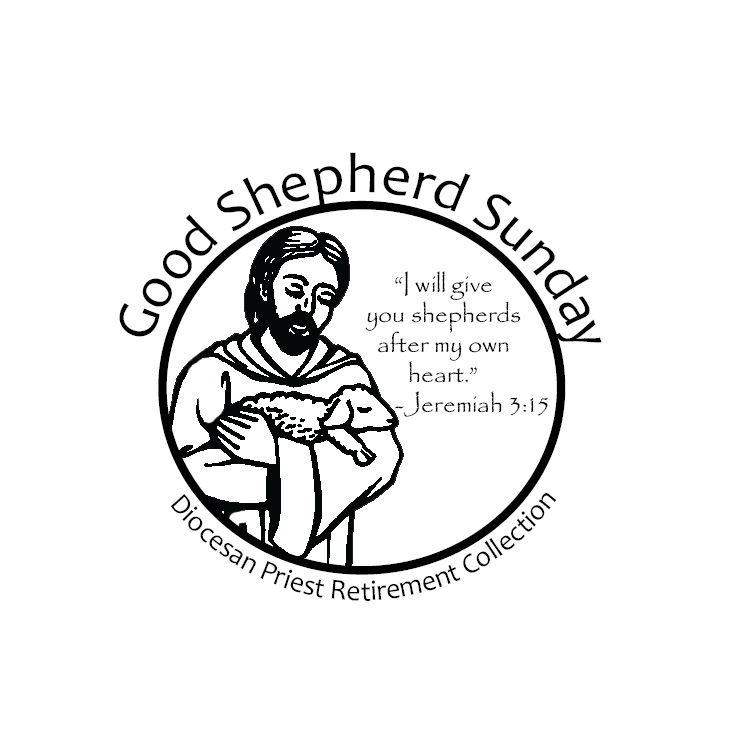 Good Shepherd Sunday
“I will give
you shepherds
after my own
heart.”
-Jeremiah 3:15
Diocesan Priest Retirement Collection